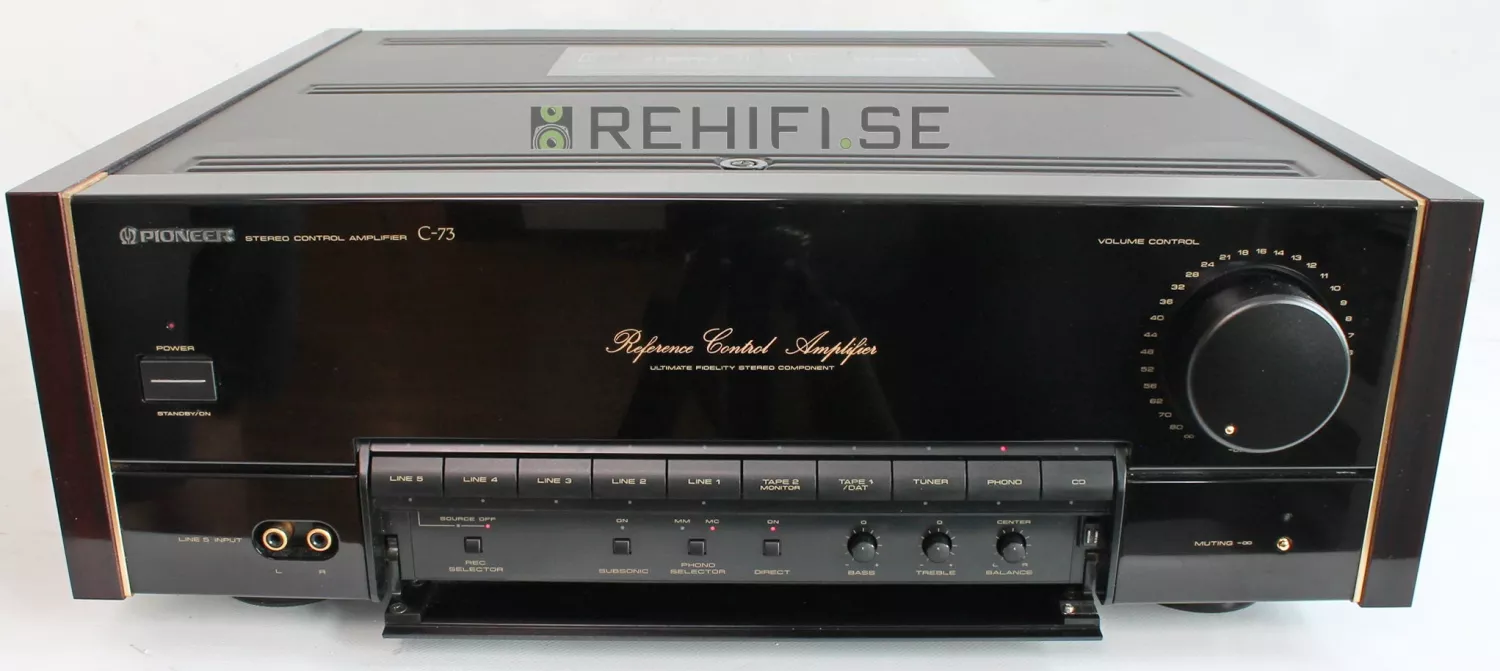 REHIFI.SE
PIONEER STEREO CONTROL AMPLIFIER C-73
VOLUME CONTROL
∞ 80 70 62 56 52 48 44 40 36 32 28 24 21 18 16 14 13 12 11 10 9 8 7
POWER
STANDBY/ON
Reference Control Amplifier
ULTIMATE FIDELITY STEREO COMPONENT
LINE 5 LINE 4 LINE 3 LINE 2 LINE 1 TAPE 2 MONITOR TAPE 1 /DAT TUNER PHONO CD
SOURCE OFF ON MM MC ON 0 0 CENTER
LINE 5 INPUT
L R
REC SELECTOR
SUBSONIC
PHONO SELECTOR
DIRECT
- + BASS
- + TREBLE
L R BALANCE
MUTING -∞